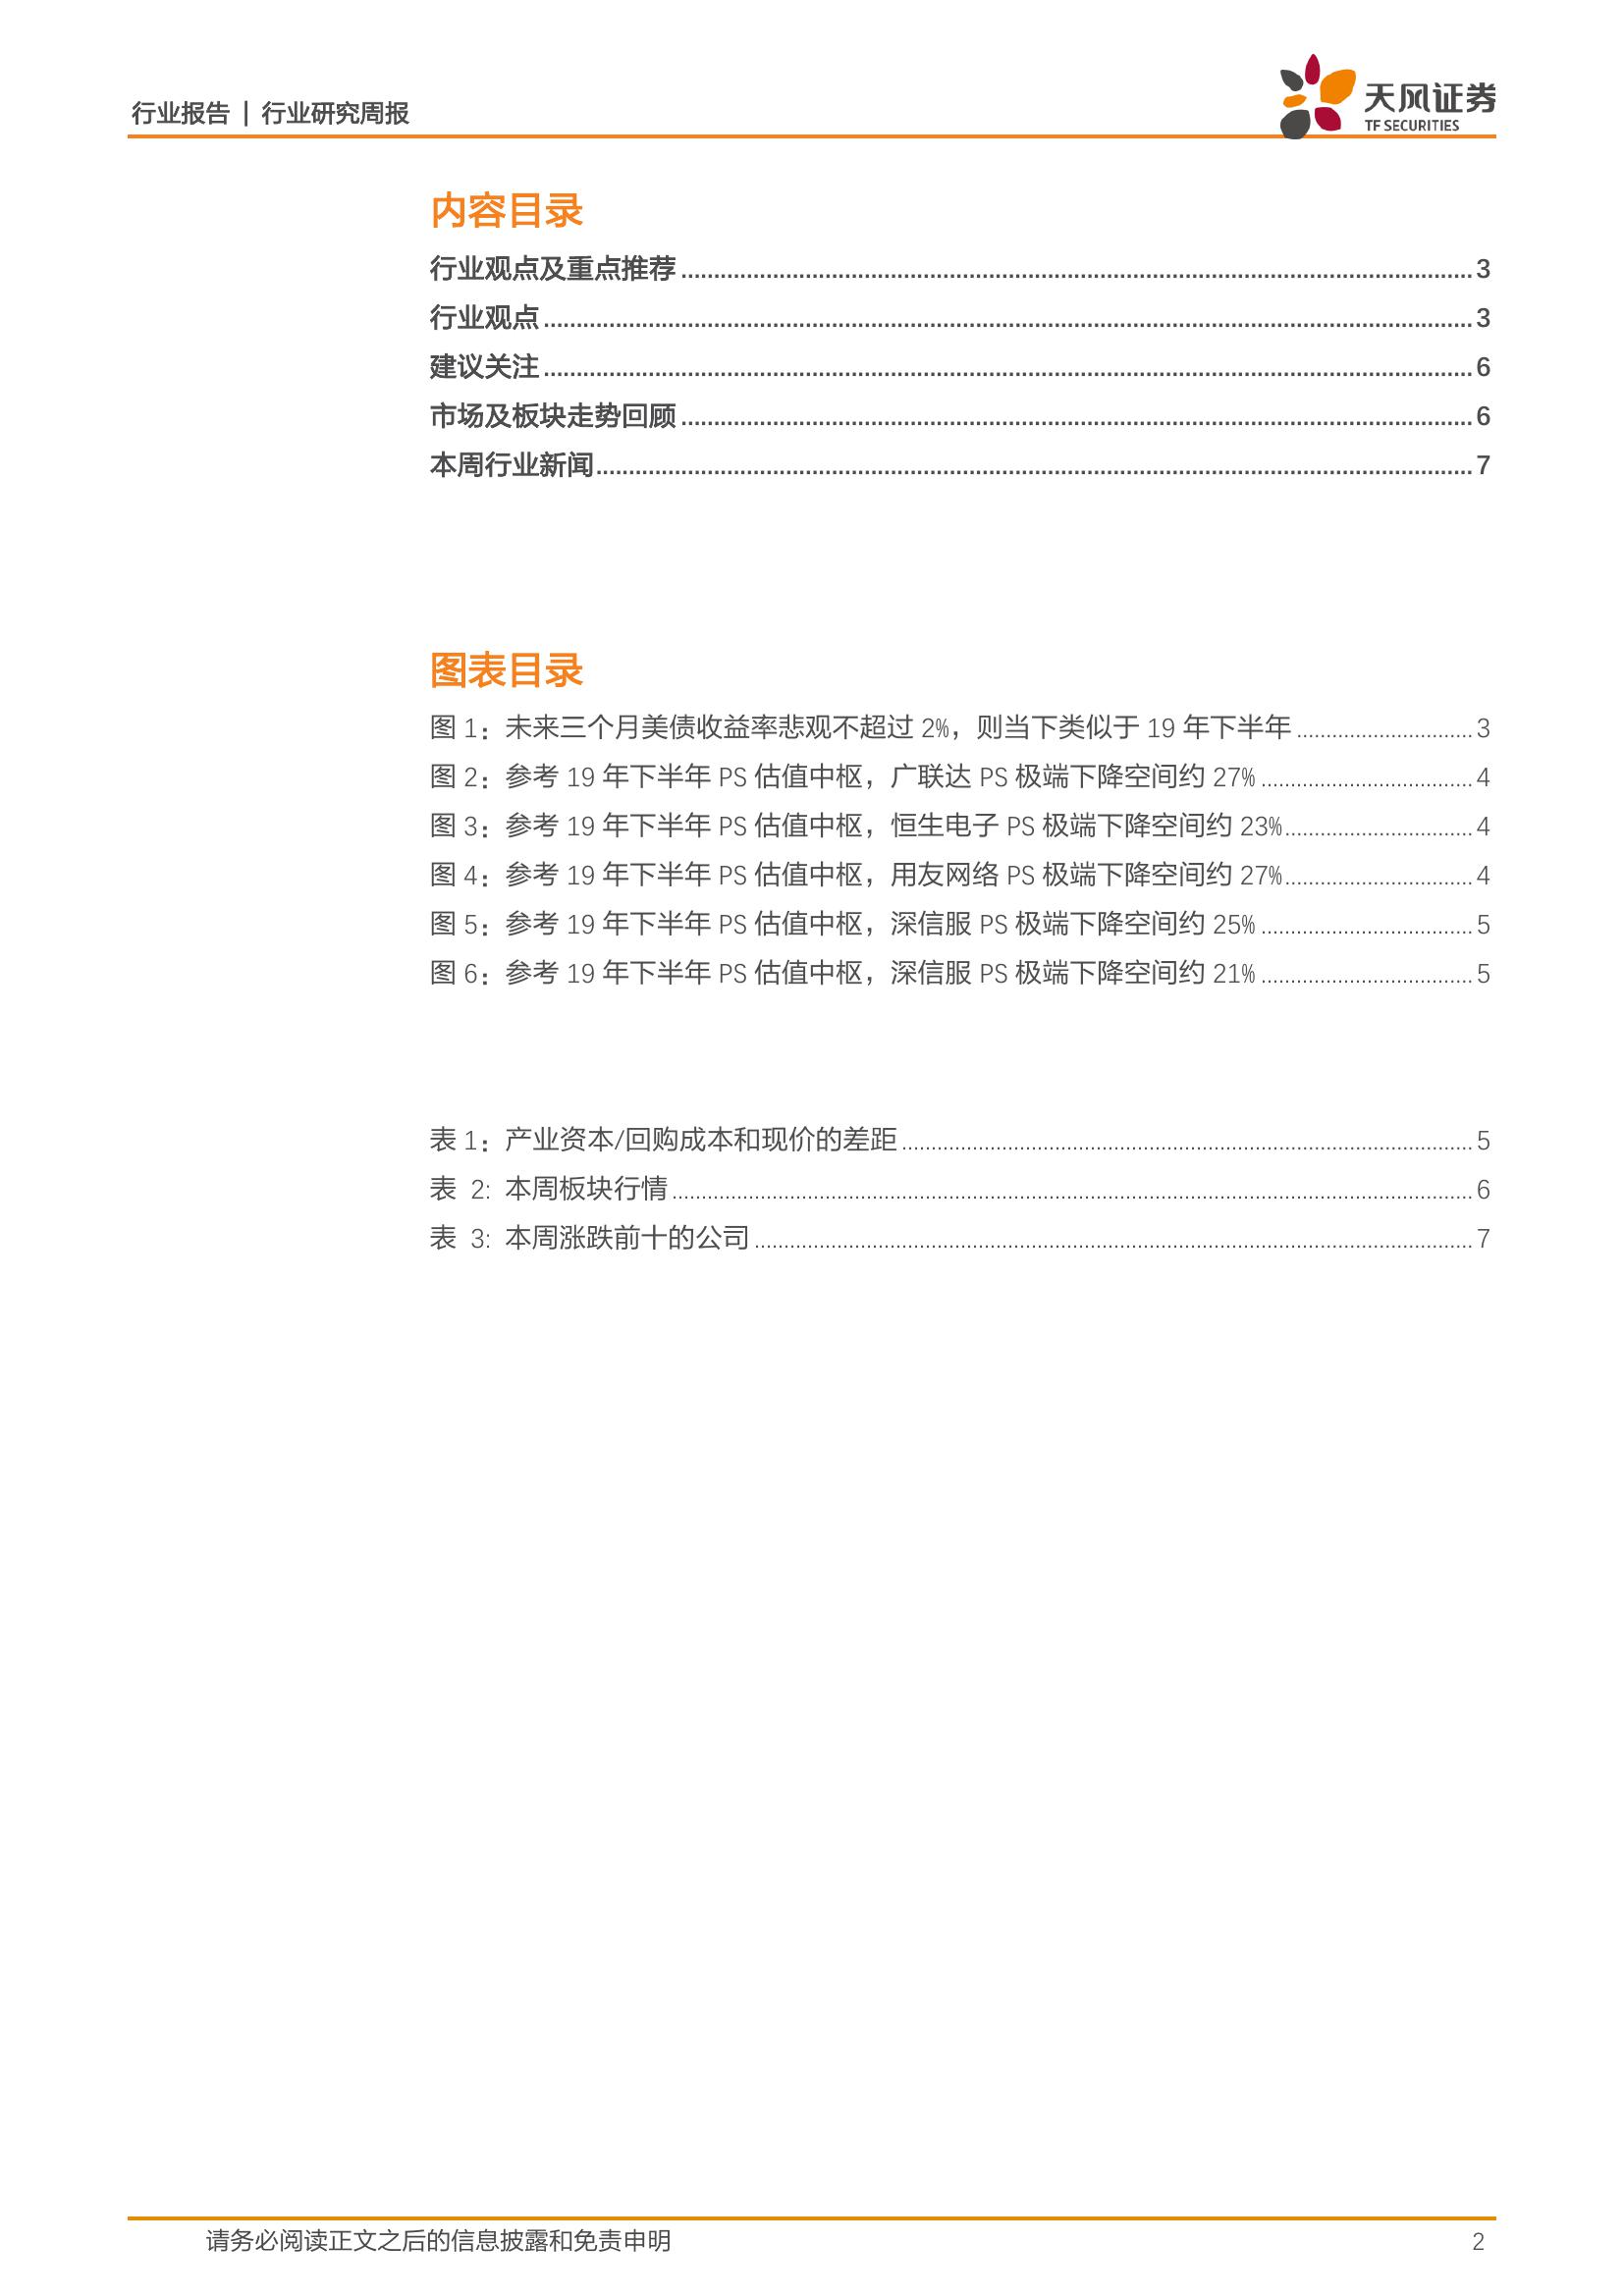 行业报告 | 行业研究周报
天风证券
TF SECURITIES
内容目录
行业观点及重点推荐 ........ 3
行业观点 ........ 3
建议关注 ........ 6
市场及板块走势回顾 ........ 6
本周行业新闻 ........ 7
图表目录
图 1：未来三个月美债收益率悲观不超过 2%，则当下类似于 19 年下半年 ........ 3
图 2：参考 19 年下半年 PS 估值中枢，广联达 PS 极端下降空间约 27% ........ 4
图 3：参考 19 年下半年 PS 估值中枢，恒生电子 PS 极端下降空间约 23% ........ 4
图 4：参考 19 年下半年 PS 估值中枢，用友网络 PS 极端下降空间约 27% ........ 4
图 5：参考 19 年下半年 PS 估值中枢，深信服 PS 极端下降空间约 25% ........ 5
图 6：参考 19 年下半年 PS 估值中枢，深信服 PS 极端下降空间约 21% ........ 5
表 1：产业资本/回购成本和现价的差距 ........ 5
表 2: 本周板块行情 ........ 6
表 3: 本周涨跌前十的公司 ........ 7
请务必阅读正文之后的信息披露和免责申明 2